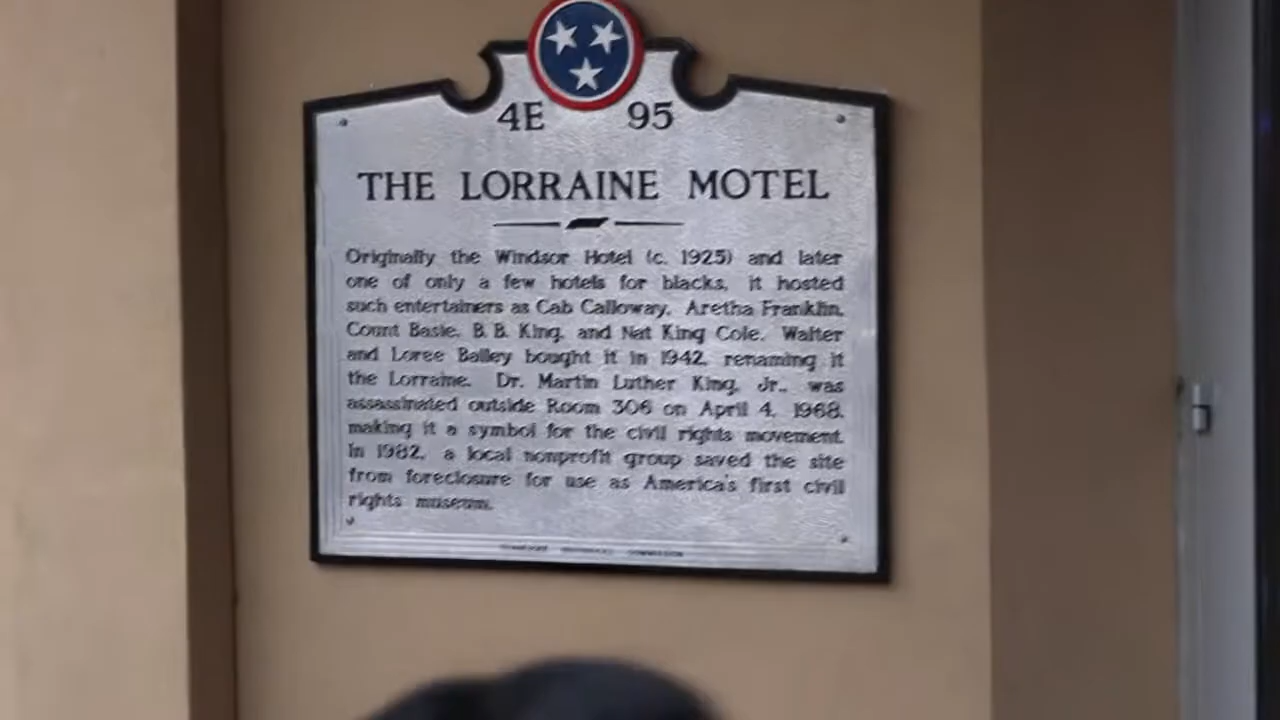 4E 95
THE LORRAINE MOTEL
Originally the Windsor Hotel (c. 1925) and later
one of only a few hotels for blacks, it hosted
such entertainers as Cab Calloway, Aretha Franklin,
Count Basie, B. B. King, and Nat King Cole. Walter
and Loree Bailey bought it in 1942, renaming it
the Lorraine. Dr. Martin Luther King, Jr., was
assassinated outside Room 306 on April 4, 1968,
making it a symbol for the civil rights movement.
In 1982, a local nonprofit group saved the site
from foreclosure for use as America's first civil
rights museum.